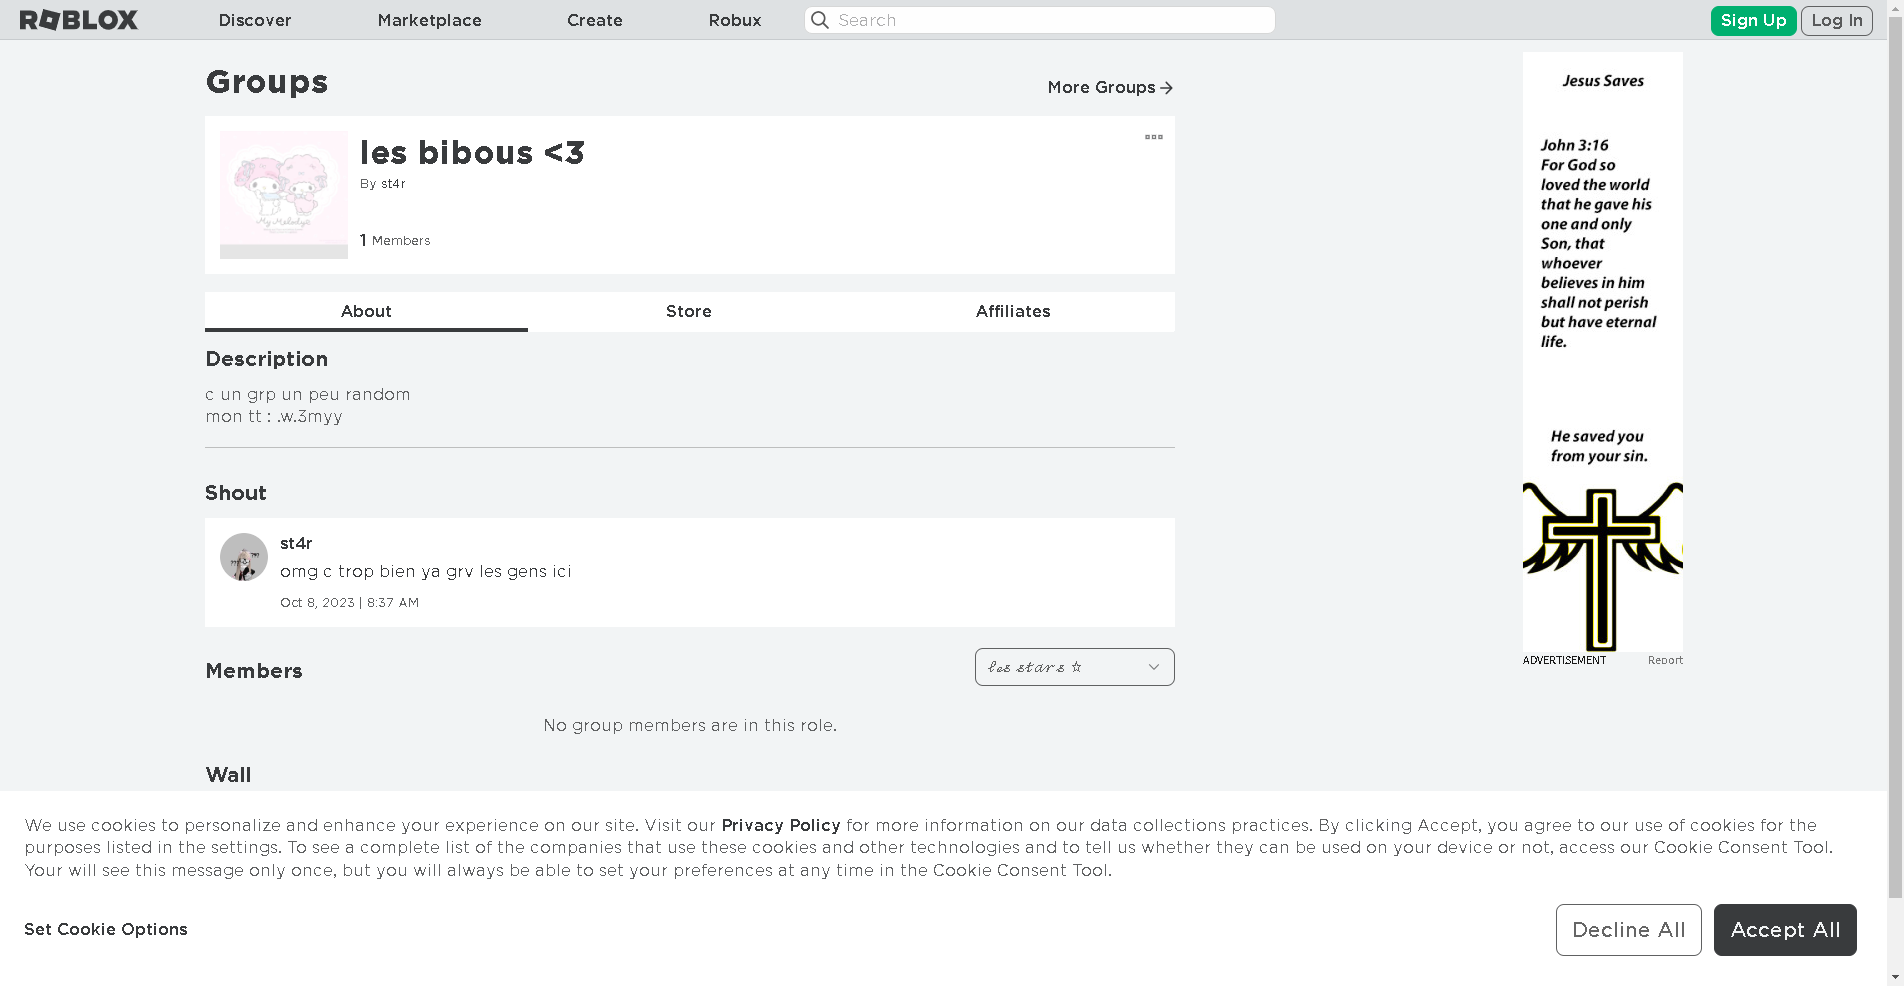 ROBLOX
Discover
Marketplace
Create
Robux
Search
Sign Up
Log In
Groups
More Groups
les bibous <3
By st4r
1 Members
My Melody
About
Store
Affiliates
Description
c un grp un peu random
mon tt : .w.3myy
Shout
st4r
omg c trop bien ya grv les gens ici
Oct 8, 2023 | 8:37 AM
Members
𝓁𝑒𝓈 𝓈𝓉𝒶𝓇𝓈 ☆
No group members are in this role.
Wall
Jesus Saves
John 3:16
For God so
loved the world
that he gave his
one and only
Son, that
whoever
believes in him
shall not perish
but have eternal
life.
He saved you
from your sin.
ADVERTISEMENT
Report
We use cookies to personalize and enhance your experience on our site. Visit our Privacy Policy for more information on our data collections practices. By clicking Accept, you agree to our use of cookies for the
purposes listed in the settings. To see a complete list of the companies that use these cookies and other technologies and to tell us whether they can be used on your device or not, access our Cookie Consent Tool.
Your will see this message only once, but you will always be able to set your preferences at any time in the Cookie Consent Tool.
Set Cookie Options
Decline All
Accept All